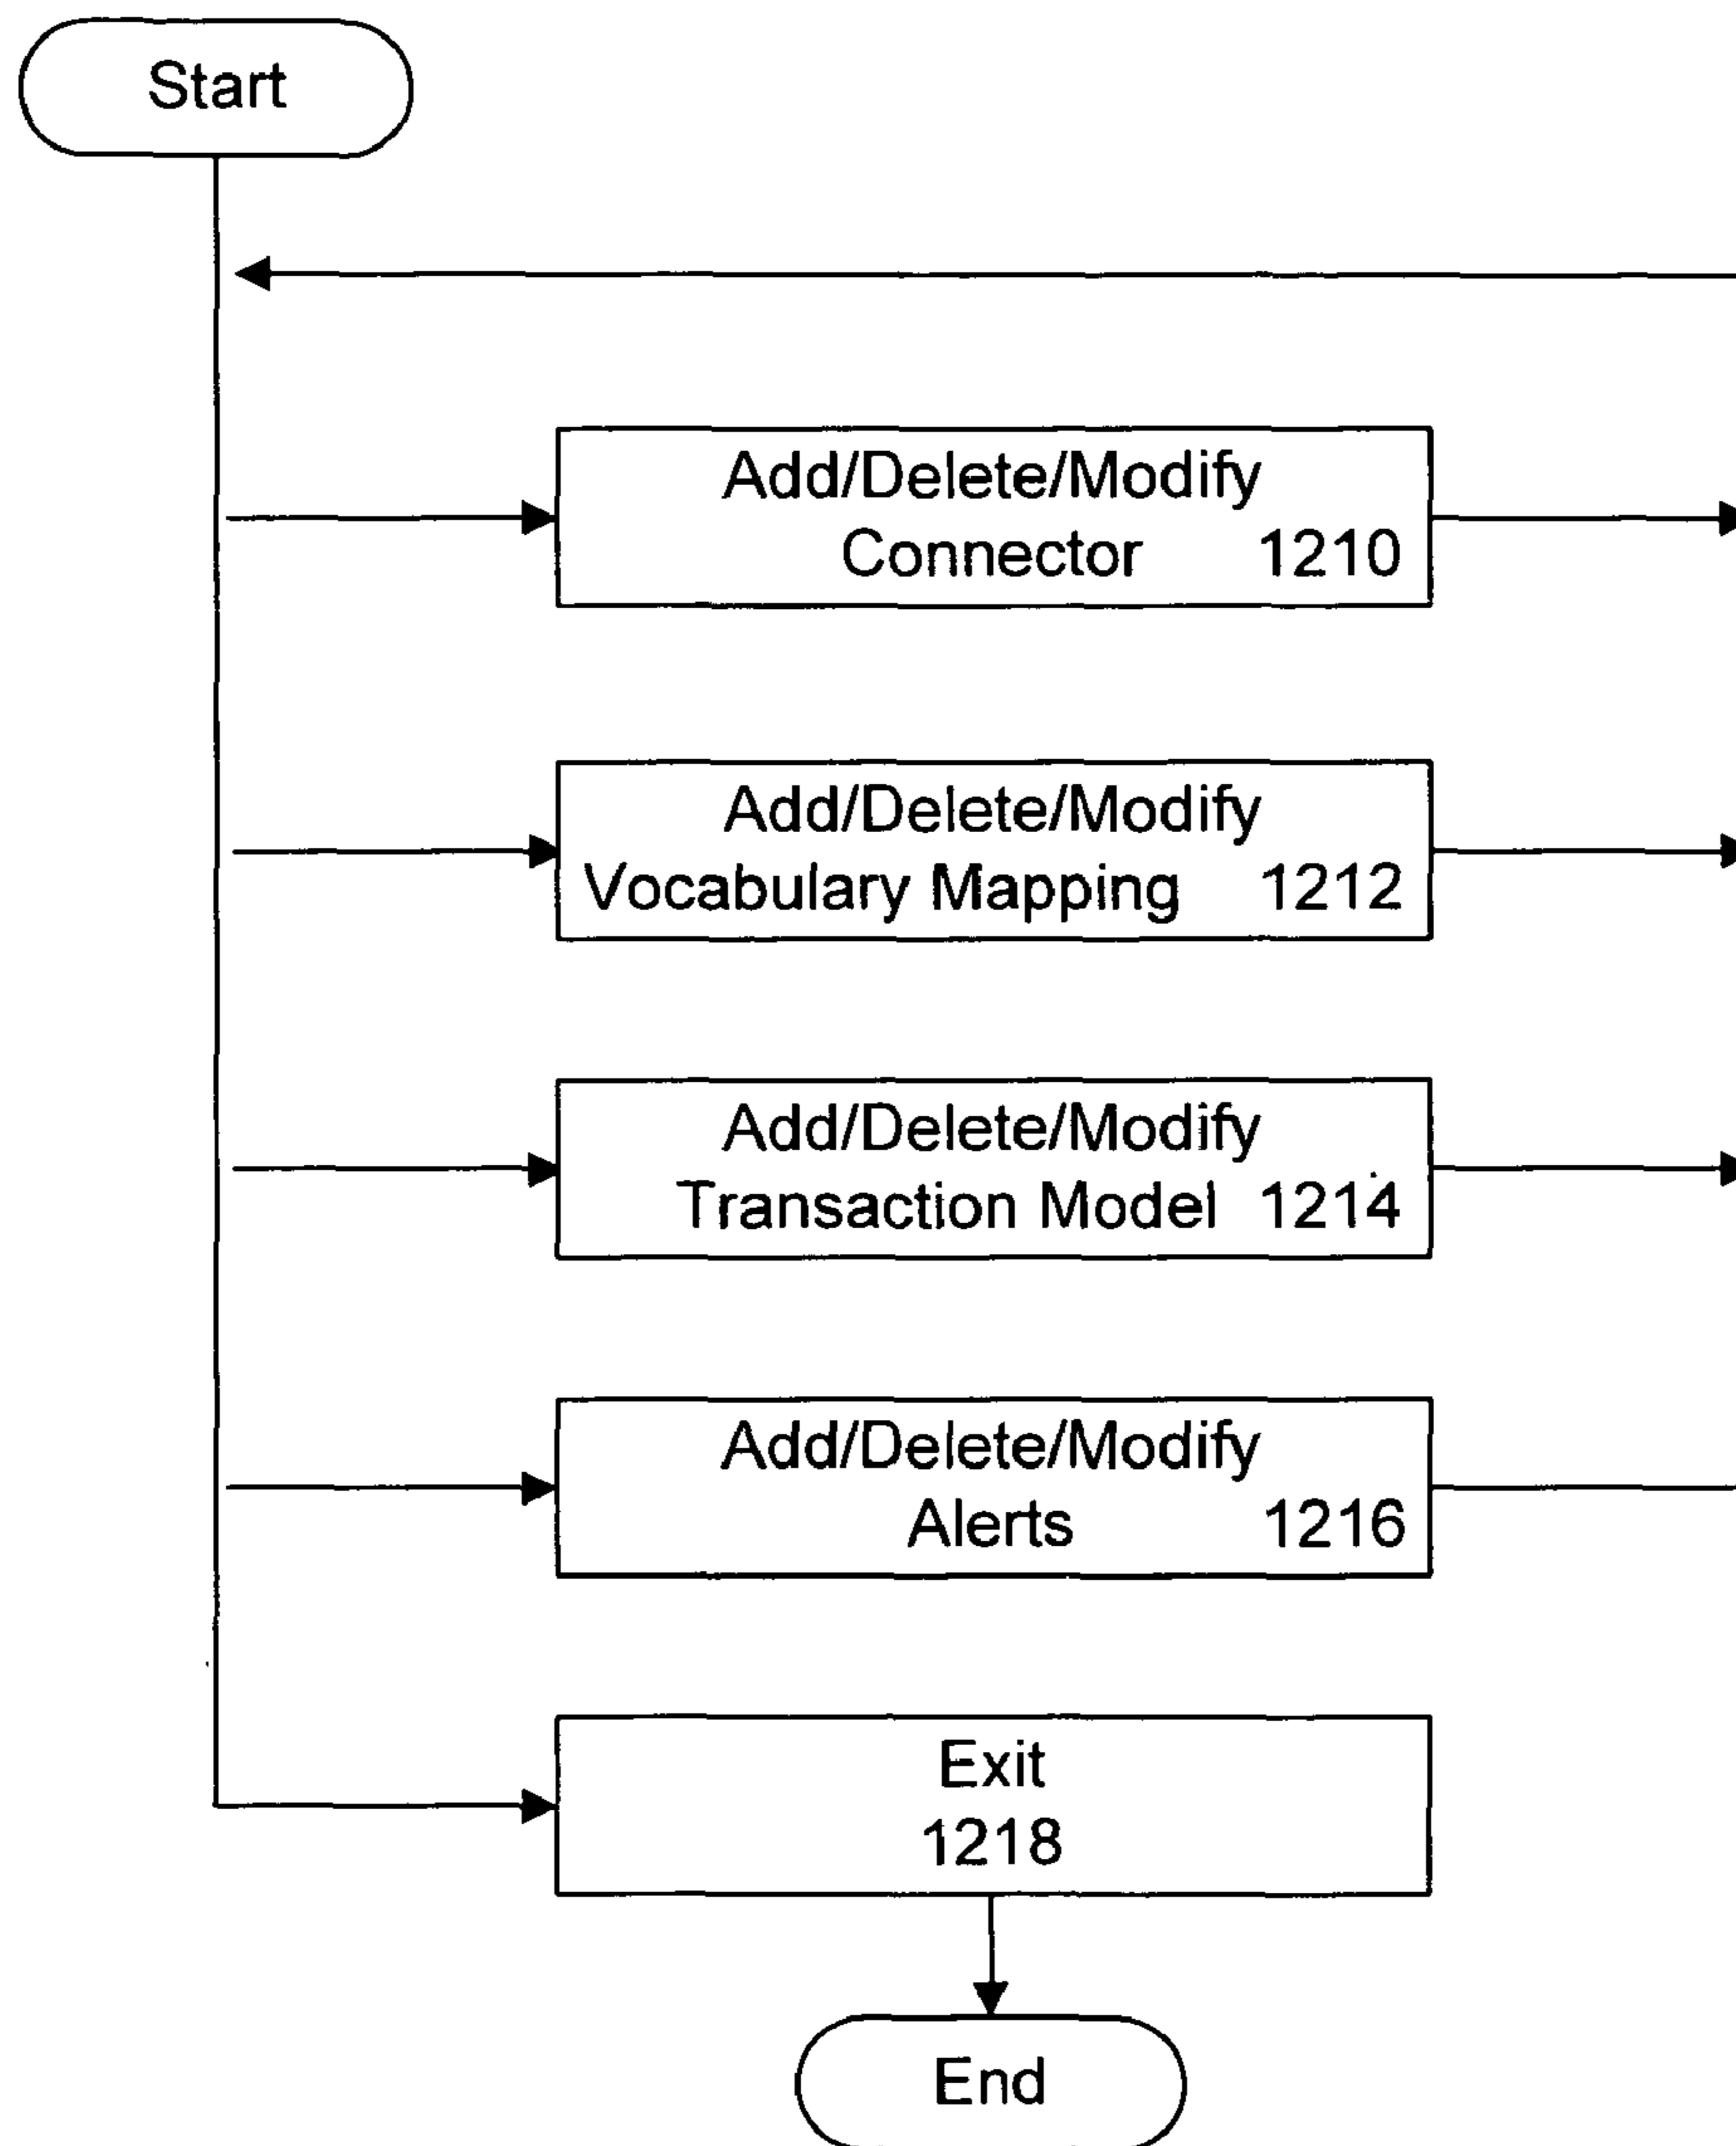 Start
Add/Delete/Modify
Connector 1210
Add/Delete/Modify
Vocabulary Mapping 1212
Add/Delete/Modify
Transaction Model 1214
Add/Delete/Modify
Alerts 1216
Exit
1218
End